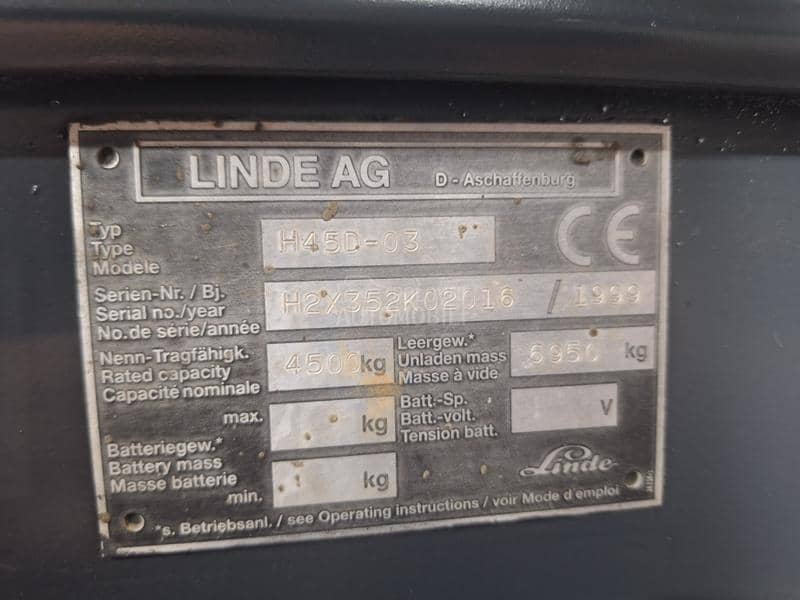 LINDE AG D - Aschaffenburg
Typ
Type
Modele
H45D-03
CE
Serien-Nr. / Bj.
Serial no./year
No.de série/année
H2X352K02016 / 1999
Nenn-Tragfähigk.
Rated capacity
Capacité nominale
4500 kg
Leergew.*
Unladen mass
Masse à vide
kg
max. kg
Batteriegew.*
Battery mass
Masse batterie
min. kg
Batt.-Sp.
Batt.-volt.
Tension batt.
V
Linde
*s. Betriebsanl. / see Operating instructions / voir Mode d'emploi